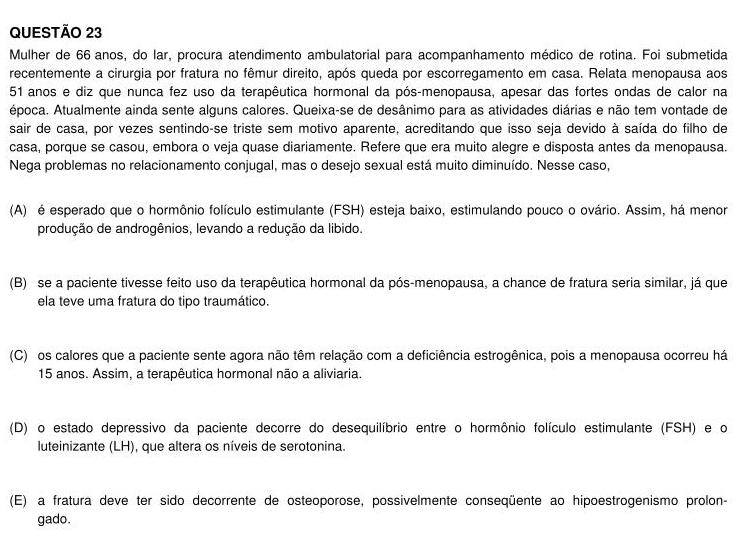 QUESTÃO 23
Mulher de 66 anos, do lar, procura atendimento ambulatorial para acompanhamento médico de rotina. Foi submetida
recentemente a cirurgia por fratura no fêmur direito, após queda por escorregamento em casa. Relata menopausa aos
51 anos e diz que nunca fez uso da terapêutica hormonal da pós-menopausa, apesar das fortes ondas de calor na
época. Atualmente ainda sente alguns calores. Queixa-se de desânimo para as atividades diárias e não tem vontade de
sair de casa, por vezes sentindo-se triste sem motivo aparente, acreditando que isso seja devido à saída do filho de
casa, porque se casou, embora o veja quase diariamente. Refere que era muito alegre e disposta antes da menopausa.
Nega problemas no relacionamento conjugal, mas o desejo sexual está muito diminuído. Nesse caso,
(A) é esperado que o hormônio folículo estimulante (FSH) esteja baixo, estimulando pouco o ovário. Assim, há menor
produção de androgênios, levando a redução da libido.
(B) se a paciente tivesse feito uso da terapêutica hormonal da pós-menopausa, a chance de fratura seria similar, já que
ela teve uma fratura do tipo traumático.
(C) os calores que a paciente sente agora não têm relação com a deficiência estrogênica, pois a menopausa ocorreu há
15 anos. Assim, a terapêutica hormonal não a aliviaria.
(D) o estado depressivo da paciente decorre do desequilíbrio entre o hormônio folículo estimulante (FSH) e o
luteinizante (LH), que altera os níveis de serotonina.
(E) a fratura deve ter sido decorrente de osteoporose, possivelmente conseqüente ao hipoestrogenismo prolon-
gado.